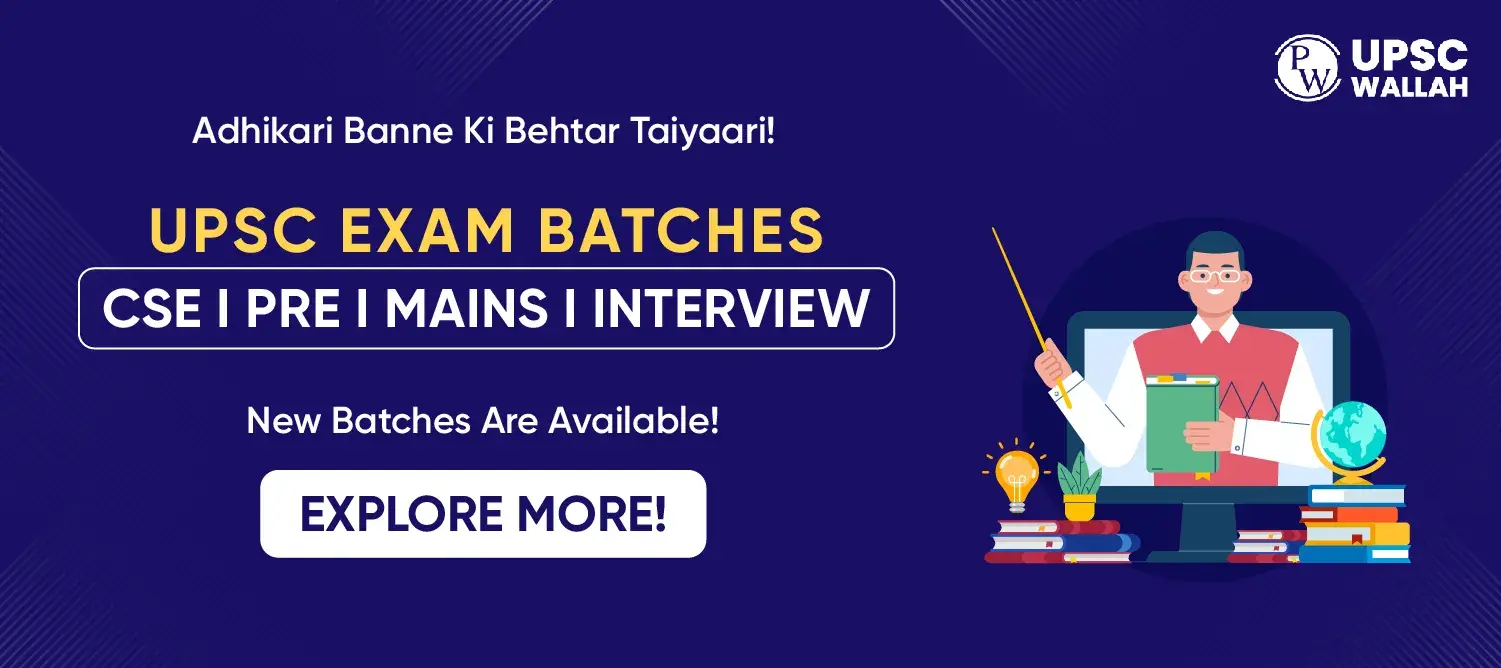 PW UPSC
WALLAH
Adhikari Banne Ki Behtar Taiyaari!
UPSC EXAM BATCHES
CSE I PRE I MAINS I INTERVIEW
New Batches Are Available!
EXPLORE MORE!